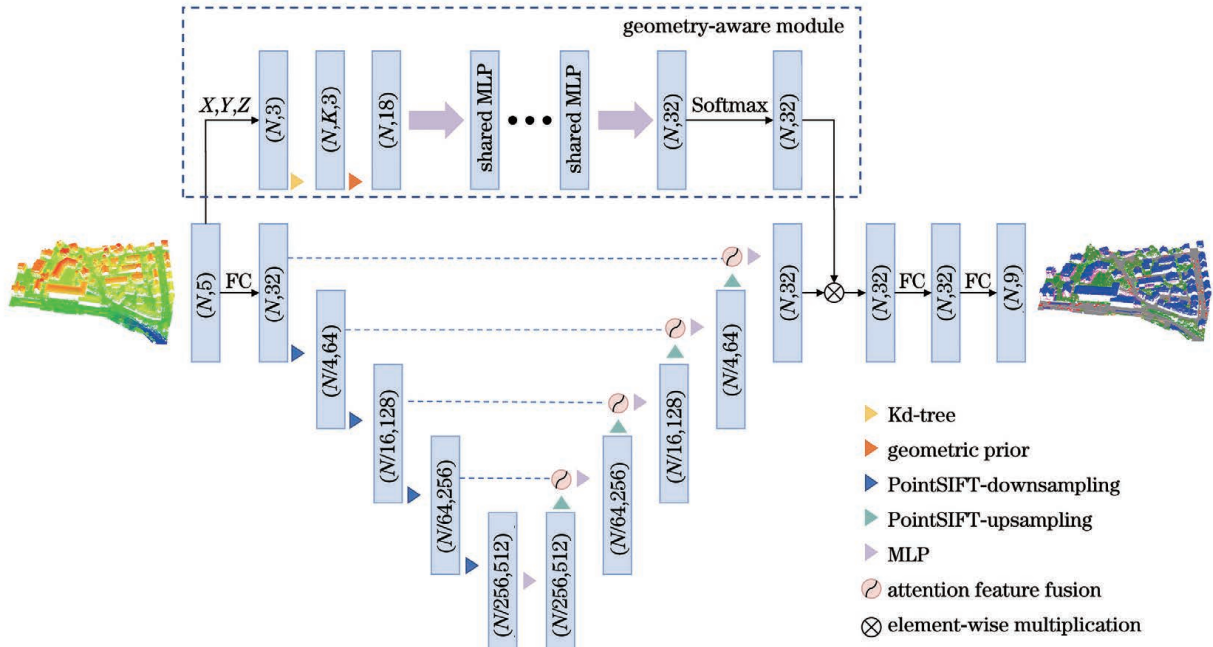 geometry-aware module
X,Y,Z
(N,3)
(N,K,3)
(N,18)
shared MLP
shared MLP
(N,32)
Softmax
(N,32)
(N,5)
FC
(N,32)
(N/4,64)
(N/16,128)
(N/64,256)
(N/256,512)
(N/256,512)
(N/64,256)
(N/16,128)
(N/4,64)
(N,32)
(N,32)
FC
(N,32)
FC
(N,9)
Kd-tree
geometric prior
PointSIFT-downsampling
PointSIFT-upsampling
MLP
attention feature fusion
element-wise multiplication